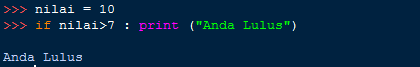 >>> nilai = 10
>>> if nilai>7 : print ("Anda Lulus")
Anda Lulus